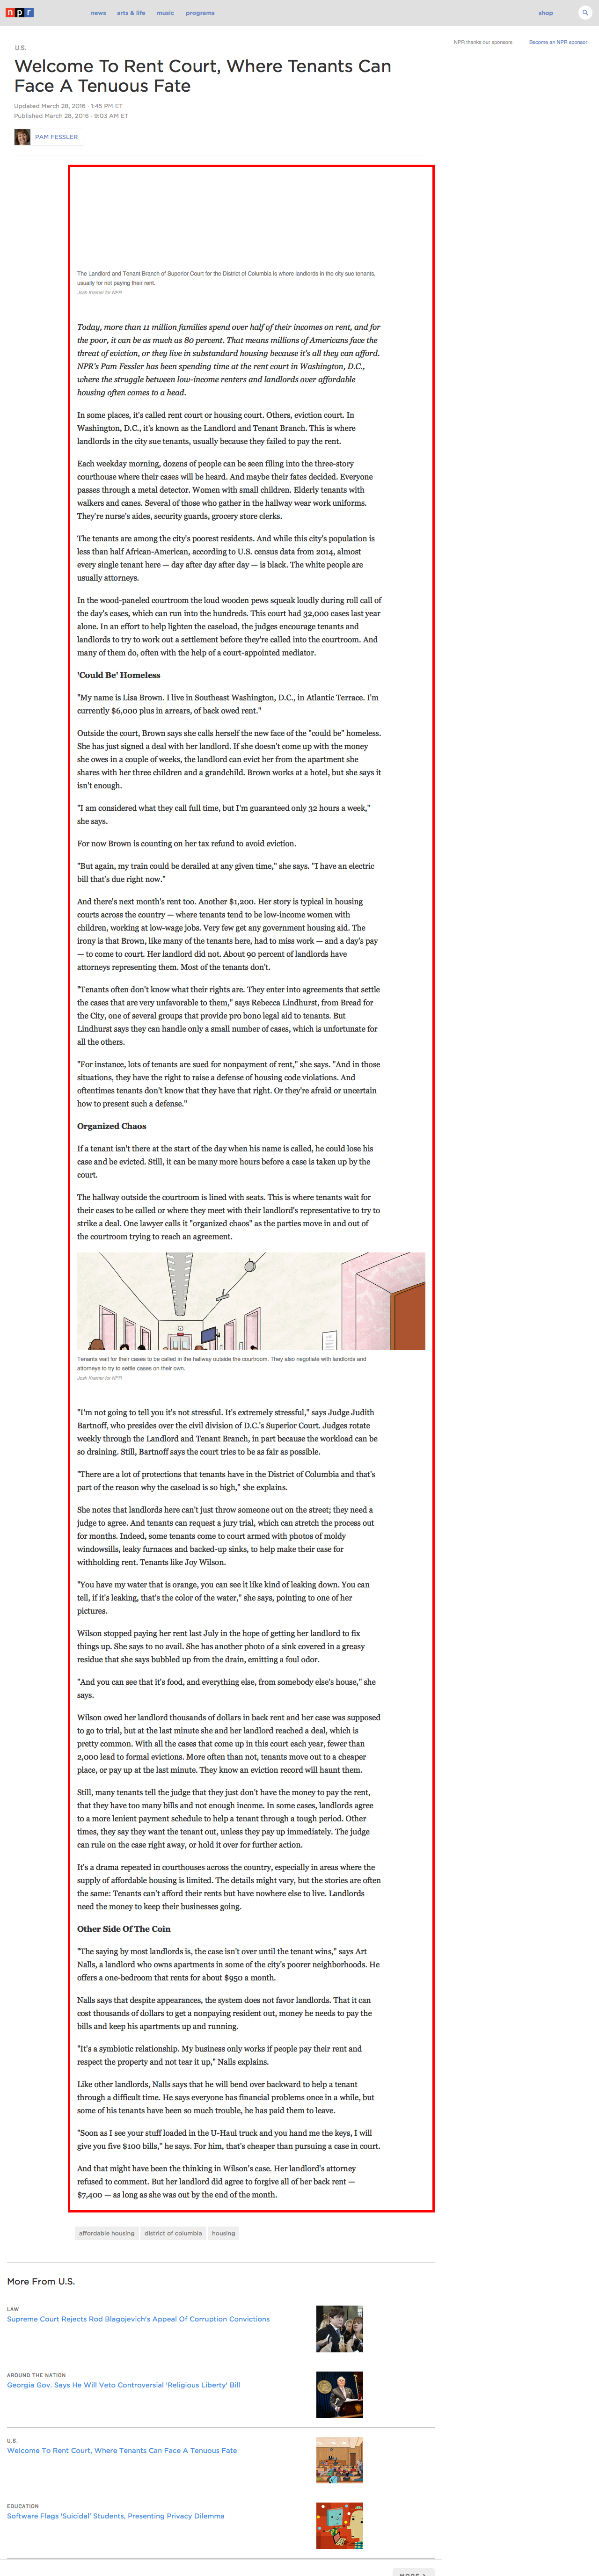 npr
news arts & life music programs shop
NPR thanks our sponsors Become an NPR sponsor
U.S.
Welcome To Rent Court, Where Tenants Can
Face A Tenuous Fate
Updated March 28, 2016 · 1:45 PM ET
Published March 28, 2016 · 9:03 AM ET
PAM FESSLER
The Landlord and Tenant Branch of Superior Court for the District of Columbia is where landlords in the city sue tenants,
usually for not paying their rent.
Josh Kramer for NPR
Today, more than 11 million families spend over half of their incomes on rent, and for
the poor, it can be as much as 80 percent. That means millions of Americans face the
threat of eviction, or they live in substandard housing because it's all they can afford.
NPR's Pam Fessler has been spending time at the rent court in Washington, D.C.,
where the struggle between low-income renters and landlords over affordable
housing often comes to a head.
In some places, it's called rent court or housing court. Others, eviction court. In
Washington, D.C., it's known as the Landlord and Tenant Branch. This is where
landlords in the city sue tenants, usually because they failed to pay the rent.
Each weekday morning, dozens of people can be seen filing into the three-story
courthouse where their cases will be heard. And maybe their fates decided. Everyone
passes through a metal detector. Women with small children. Elderly tenants with
walkers and canes. Several of those who gather in the hallway wear work uniforms.
They're nurse's aides, security guards, grocery store clerks.
The tenants are among the city's poorest residents. And while this city's population is
less than half African-American, according to U.S. census data from 2014, almost
every single tenant here — day after day after day — is black. The white people are
usually attorneys.
In the wood-paneled courtroom the loud wooden pews squeak loudly during roll call of
the day's cases, which can run into the hundreds. This court had 32,000 cases last year
alone. In an effort to help lighten the caseload, the judges encourage tenants and
landlords to try to work out a settlement before they're called into the courtroom. And
many of them do, often with the help of a court-appointed mediator.
'Could Be' Homeless
"My name is Lisa Brown. I live in Southeast Washington, D.C., in Atlantic Terrace. I'm
currently $6,000 plus in arrears, of back owed rent."
Outside the court, Brown says she calls herself the new face of the "could be" homeless.
She has just signed a deal with her landlord. If she doesn't come up with the money
she owes in a couple of weeks, the landlord can evict her from the apartment she
shares with her three children and a grandchild. Brown works at a hotel, but she says it
isn't enough.
"I am considered what they call full time, but I'm guaranteed only 32 hours a week,"
she says.
For now Brown is counting on her tax refund to avoid eviction.
"But again, my train could be derailed at any given time," she says. "I have an electric
bill that's due right now."
And there's next month's rent too. Another $1,200. Her story is typical in housing
courts across the country — where tenants tend to be low-income women with
children, working at low-wage jobs. Very few get any government housing aid. The
irony is that Brown, like many of the tenants here, had to miss work — and a day's pay
— to come to court. Her landlord did not. About 90 percent of landlords have
attorneys representing them. Most of the tenants don't.
"Tenants often don't know what their rights are. They enter into agreements that settle
the cases that are very unfavorable to them," says Rebecca Lindhurst, from Bread for
the City, one of several groups that provide pro bono legal aid to tenants. But
Lindhurst says they can handle only a small number of cases, which is unfortunate for
all the others.
"For instance, lots of tenants are sued for nonpayment of rent," she says. "And in those
situations, they have the right to raise a defense of housing code violations. And
oftentimes tenants don't know that they have that right. Or they're afraid or uncertain
how to present such a defense."
Organized Chaos
If a tenant isn't there at the start of the day when his name is called, he could lose his
case and be evicted. Still, it can be many more hours before a case is taken up by the
court.
The hallway outside the courtroom is lined with seats. This is where tenants wait for
their cases to be called or where they meet with their landlord's representative to try to
strike a deal. One lawyer calls it "organized chaos" as the parties move in and out of
the courtroom trying to reach an agreement.
Tenants wait for their cases to be called in the hallway outside the courtroom. They also negotiate with landlords and
attorneys to try to settle cases on their own.
Josh Kramer for NPR
"I'm not going to tell you it's not stressful. It's extremely stressful," says Judge Judith
Bartnoff, who presides over the civil division of D.C.'s Superior Court. Judges rotate
weekly through the Landlord and Tenant Branch, in part because the workload can be
so draining. Still, Bartnoff says the court tries to be as fair as possible.
"There are a lot of protections that tenants have in the District of Columbia and that's
part of the reason why the caseload is so high," she explains.
She notes that landlords here can't just throw someone out on the street; they need a
judge to agree. And tenants can request a jury trial, which can stretch the process out
for months. Indeed, some tenants come to court armed with photos of moldy
windowsills, leaky furnaces and backed-up sinks, to help make their case for
withholding rent. Tenants like Joy Wilson.
"You have my water that is orange, you can see it like kind of leaking down. You can
tell, if it's leaking, that's the color of the water," she says, pointing to one of her
pictures.
Wilson stopped paying her rent last July in the hope of getting her landlord to fix
things up. She says to no avail. She has another photo of a sink covered in a greasy
residue that she says bubbled up from the drain, emitting a foul odor.
"And you can see that it's food, and everything else, from somebody else's house," she
says.
Wilson owed her landlord thousands of dollars in back rent and her case was supposed
to go to trial, but at the last minute she and her landlord reached a deal, which is
pretty common. With all the cases that come up in this court each year, fewer than
2,000 lead to formal evictions. More often than not, tenants move out to a cheaper
place, or pay up at the last minute. They know an eviction record will haunt them.
Still, many tenants tell the judge that they just don't have the money to pay the rent,
that they have too many bills and not enough income. In some cases, landlords agree
to a more lenient payment schedule to help a tenant through a tough period. Other
times, they say they want the tenant out, unless they pay up immediately. The judge
can rule on the case right away, or hold it over for further action.
It's a drama repeated in courthouses across the country, especially in areas where the
supply of affordable housing is limited. The details might vary, but the stories are often
the same: Tenants can't afford their rents but have nowhere else to live. Landlords
need the money to keep their businesses going.
Other Side Of The Coin
"The saying by most landlords is, the case isn't over until the tenant wins," says Art
Nalls, a landlord who owns apartments in some of the city's poorer neighborhoods. He
offers a one-bedroom that rents for about $950 a month.
Nalls says that despite appearances, the system does not favor landlords. That it can
cost thousands of dollars to get a nonpaying resident out, money he needs to pay the
bills and keep his apartments up and running.
"It's a symbiotic relationship. My business only works if people pay their rent and
respect the property and not tear it up," Nalls explains.
Like other landlords, Nalls says that he will bend over backward to help a tenant
through a difficult time. He says everyone has financial problems once in a while, but
some of his tenants have been so much trouble, he has paid them to leave.
"Soon as I see your stuff loaded in the U-Haul truck and you hand me the keys, I will
give you five $100 bills," he says. For him, that's cheaper than pursuing a case in court.
And that might have been the thinking in Wilson's case. Her landlord's attorney
refused to comment. But her landlord did agree to forgive all of her back rent —
$7,400 — as long as she was out by the end of the month.
affordable housing district of columbia housing
More From U.S.
LAW
Supreme Court Rejects Rod Blagojevich's Appeal Of Corruption Convictions
AROUND THE NATION
Georgia Gov. Says He Will Veto Controversial 'Religious Liberty' Bill
U.S.
Welcome To Rent Court, Where Tenants Can Face A Tenuous Fate
EDUCATION
Software Flags 'Suicidal' Students, Presenting Privacy Dilemma
MORE